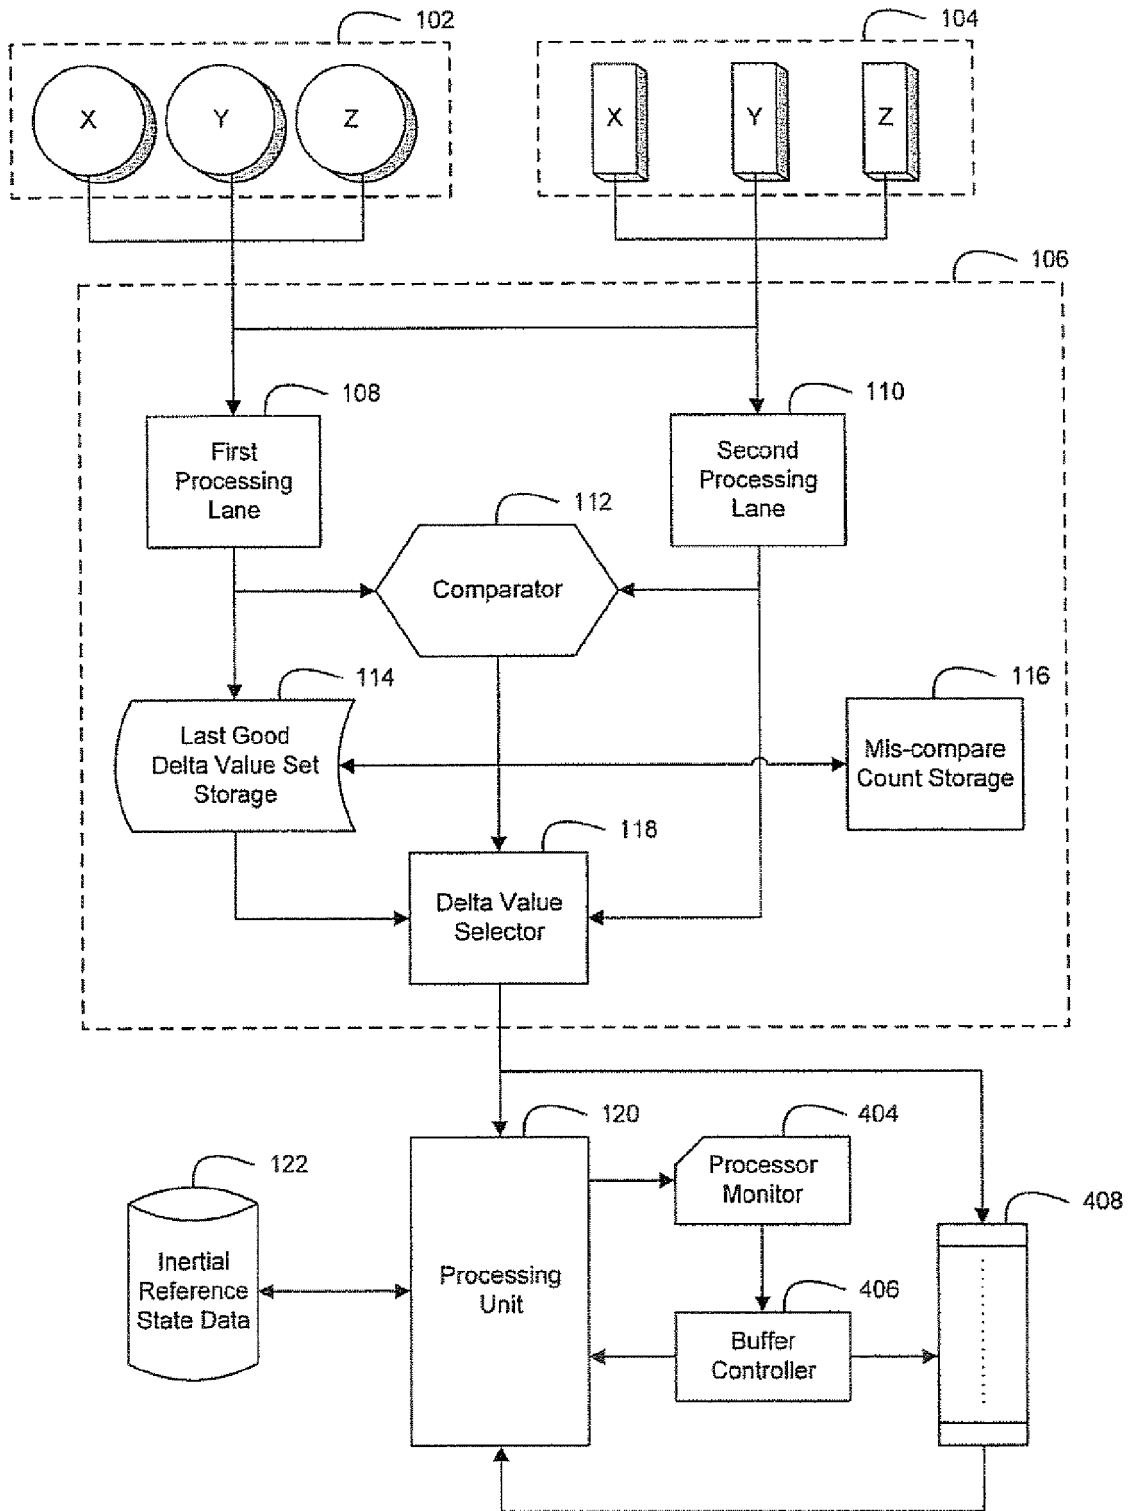 102
104
X
Y
Z
X
Y
Z
106
108
110
First
Processing
Lane
Second
Processing
Lane
112
Comparator
114
116
Last Good
Delta Value Set
Storage
Mis-compare
Count Storage
118
Delta Value
Selector
120
404
122
Processor
Monitor
408
Inertial
Reference
State Data
Processing
Unit
406
Buffer
Controller